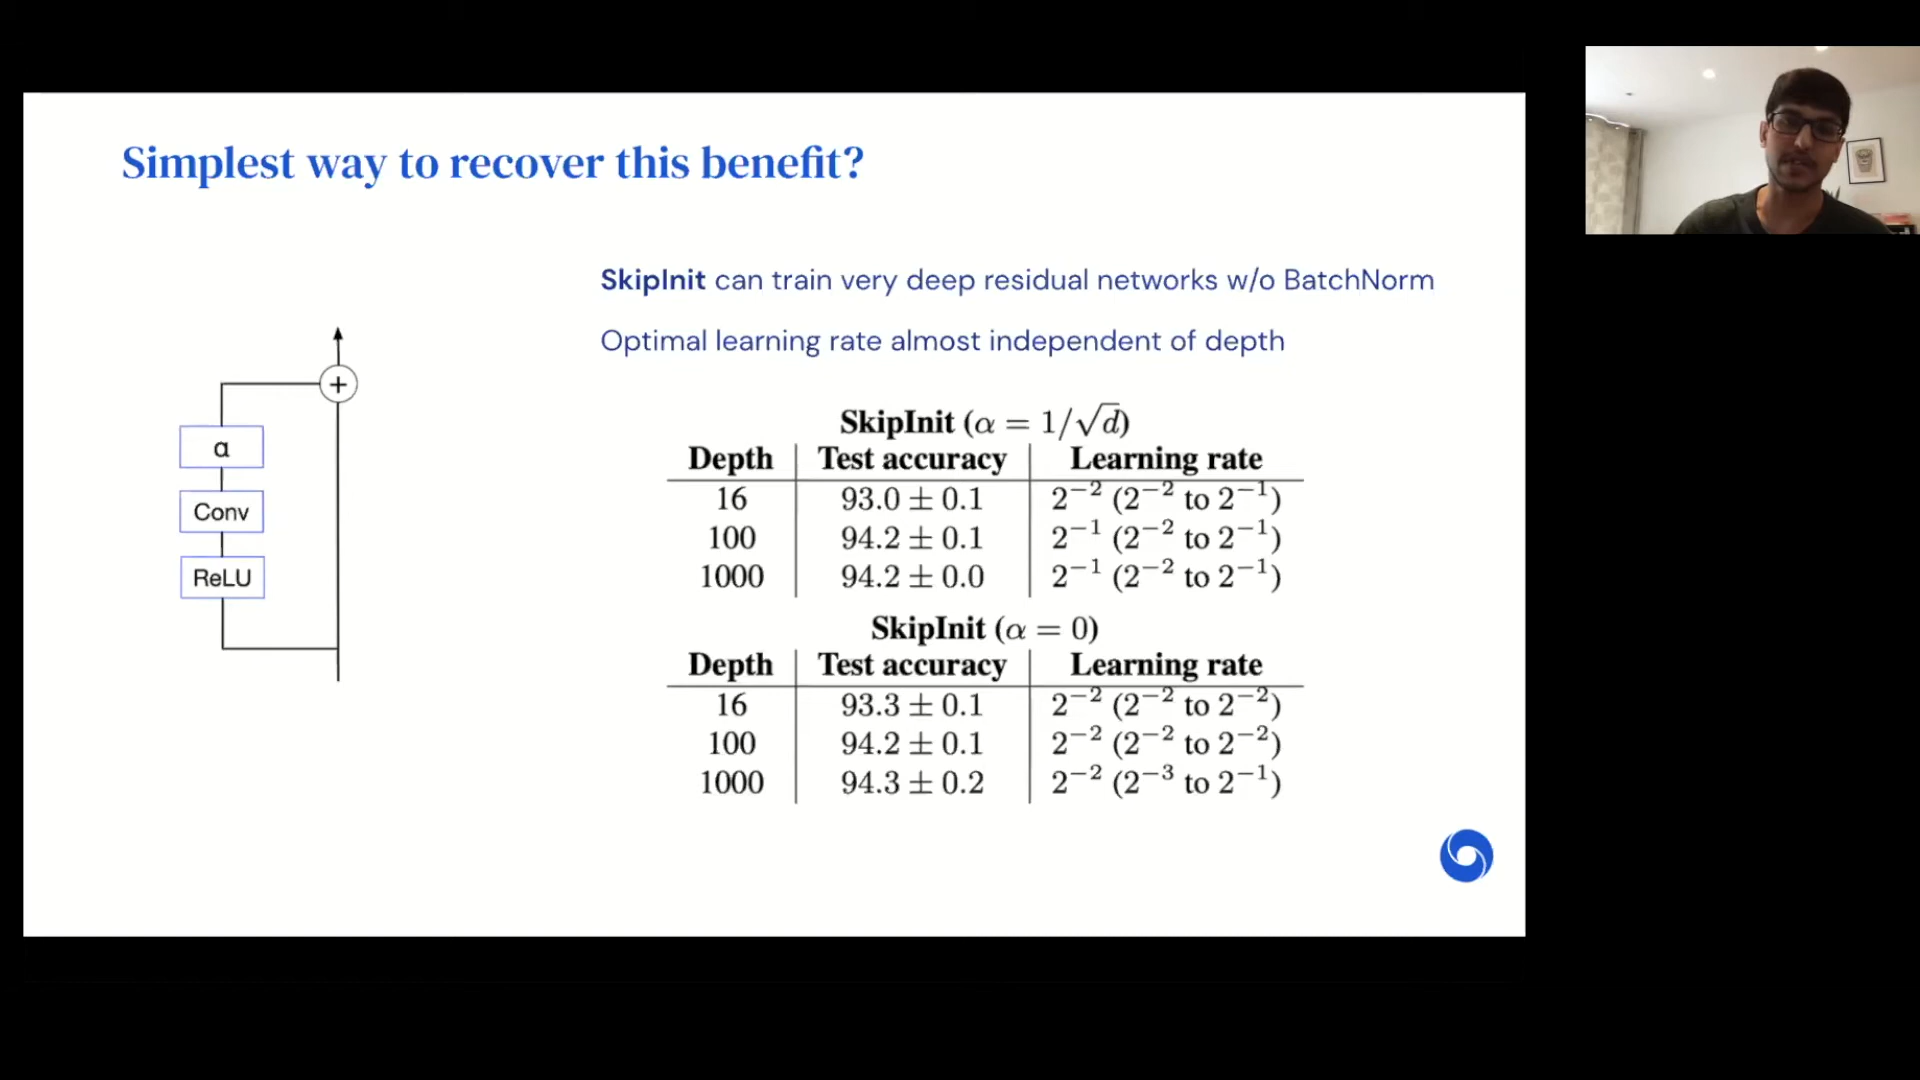 Simplest way to recover this benefit?
SkipInit can train very deep residual networks w/o BatchNorm
Optimal learning rate almost independent of depth
+
α
Conv
ReLU
SkipInit (α = 1/√d)
Depth Test accuracy Learning rate
16 93.0 ± 0.1 2⁻² (2⁻² to 2⁻¹)
100 94.2 ± 0.1 2⁻¹ (2⁻² to 2⁻¹)
1000 94.2 ± 0.0 2⁻¹ (2⁻² to 2⁻¹)
SkipInit (α = 0)
Depth Test accuracy Learning rate
16 93.3 ± 0.1 2⁻² (2⁻² to 2⁻²)
100 94.2 ± 0.1 2⁻² (2⁻² to 2⁻²)
1000 94.3 ± 0.2 2⁻² (2⁻³ to 2⁻¹)